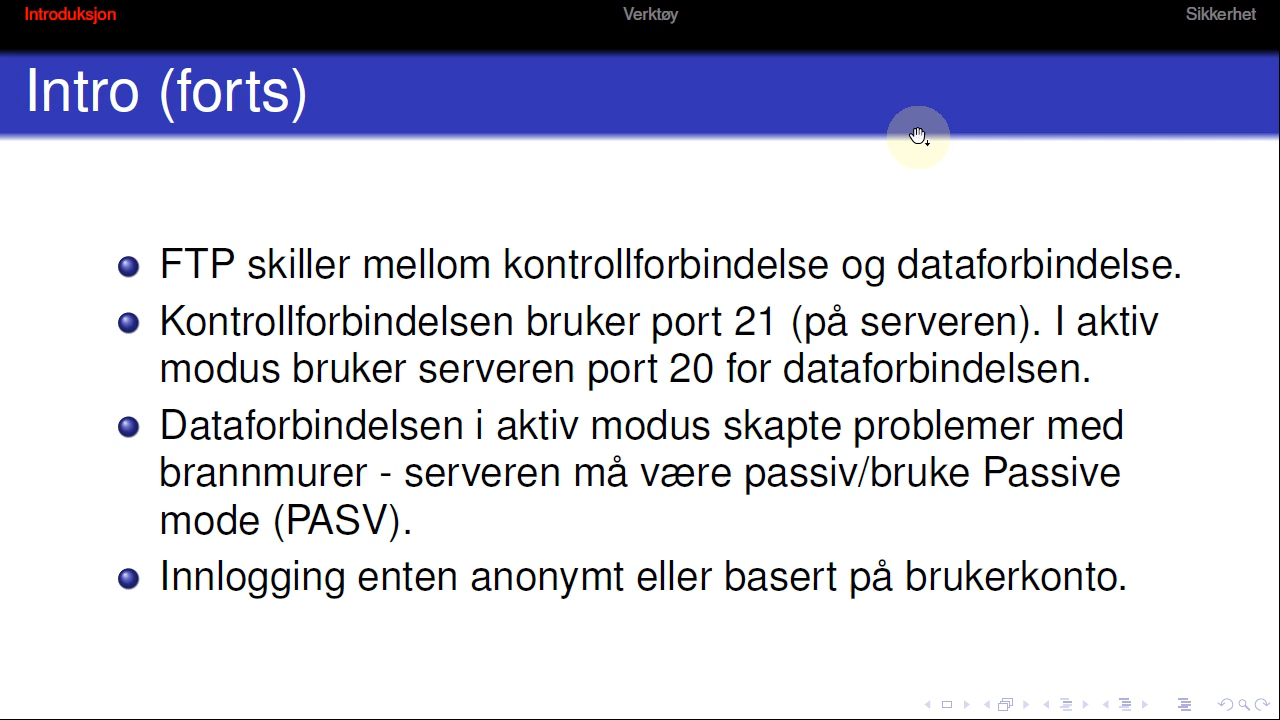 Introduksjon Verktøy Sikkerhet
Intro (forts)
FTP skiller mellom kontrollforbindelse og dataforbindelse.
Kontrollforbindelsen bruker port 21 (på serveren). I aktiv
modus bruker serveren port 20 for dataforbindelsen.
Dataforbindelsen i aktiv modus skapte problemer med
brannmurer - serveren må være passiv/bruke Passive
mode (PASV).
Innlogging enten anonymt eller basert på brukerkonto.